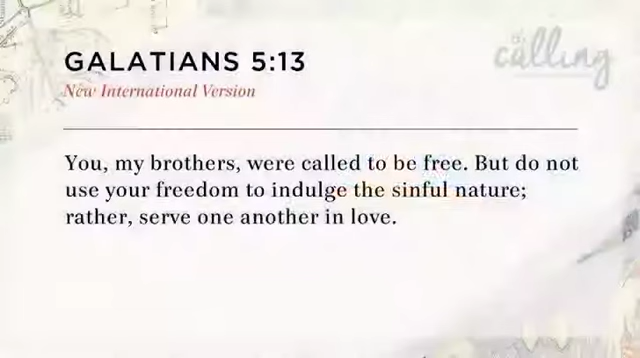 GALATIANS 5:13
calling
New International Version
You, my brothers, were called to be free. But do not
use your freedom to indulge the sinful nature;
rather, serve one another in love.